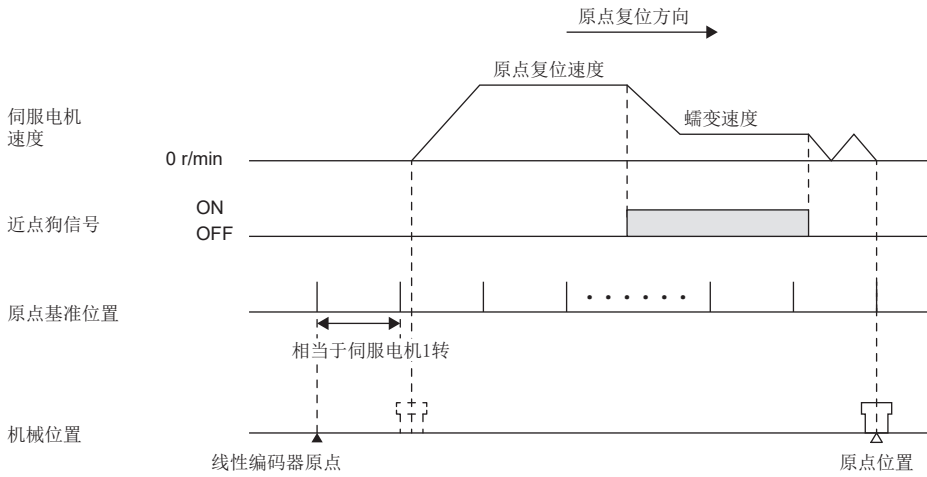 原点复位方向
原点复位速度
伺服电机
速度
蠕变速度
0 r/min
近点狗信号
ON
OFF
原点基准位置
相当于伺服电机1转
机械位置
线性编码器原点
原点位置